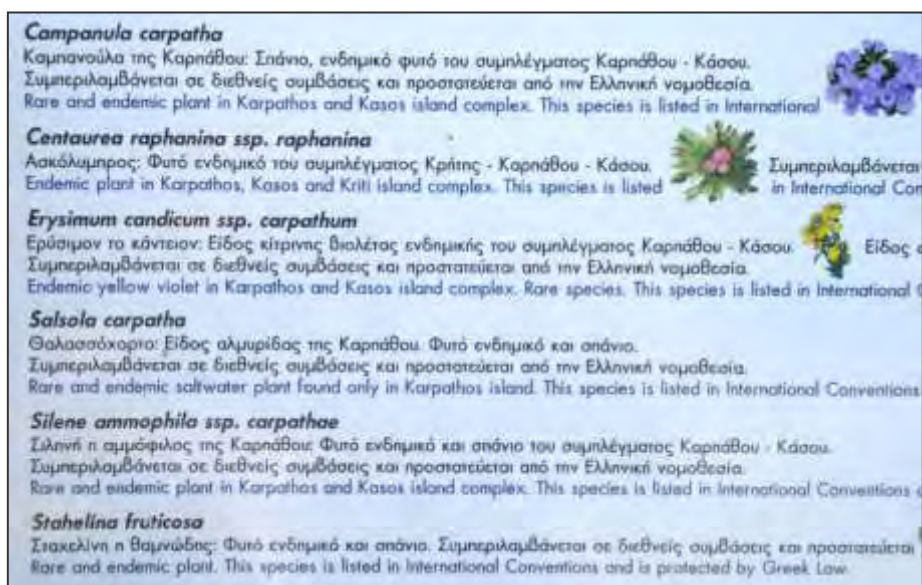 Campanula carpatha
Καμπανούλα της Καρπάθου: Σπάνιο, ενδημικό φυτό του συμπλέγματος Καρπάθου - Κάσου.
Συμπεριλαμβάνεται σε διεθνείς συμβάσεις και προστατεύεται από την Ελληνική νομοθεσία.
Rare and endemic plant in Karpathos and Kasos island complex. This species is listed in International
Centaurea raphanina ssp. raphanina
Ασκόλυμπρος: Φυτό ενδημικό του συμπλέγματος Κρήτης - Καρπάθου - Κάσου. Συμπεριλαμβάνεται
Endemic plant in Karpathos, Kasos and Kriti island complex. This species is listed in International Con
Erysimum candicum ssp. carpathum
Ερύσιμον το κάντειον: Είδος κίτρινης βιολέτας ενδημικής του συμπλέγματος Καρπάθου - Κάσου. Είδος
Συμπεριλαμβάνεται σε διεθνείς συμβάσεις και προστατεύεται από την Ελληνική νομοθεσία.
Endemic yellow violet in Karpathos and Kasos island complex. Rare species. This species is listed in International
Salsola carpatha
Θαλασσόχορτο: Είδος αλμυρίδας της Καρπάθου. Φυτό ενδημικό και σπάνιο.
Συμπεριλαμβάνεται σε διεθνείς συμβάσεις και προστατεύεται από την Ελληνική νομοθεσία.
Rare and endemic saltwater plant found only in Karpathos island. This species is listed in International Conventions
Silene ammophila ssp. carpathae
Σιληνή η αμμόφιλος της Φυτό ενδημικό και σπάνιο του συμπλέγματος Καρπάθου - Κάσου.
Συμπεριλαμβάνεται σε διεθνείς συμβάσεις και προστατεύεται από την Ελληνική νομοθεσία.
Rare and endemic plant in Karpathos and Kasos island complex. This species is listed in International Conventions
Stahelina fruticosa
Σταχελίνη η θαμνώδης: Φυτό ενδημικό και σπάνιο. Συμπεριλαμβάνεται σε διεθνείς συμβάσεις και προστατεύεται
Rare and endemic plant. This species is listed in International Conventions and is protected by Greek Law.